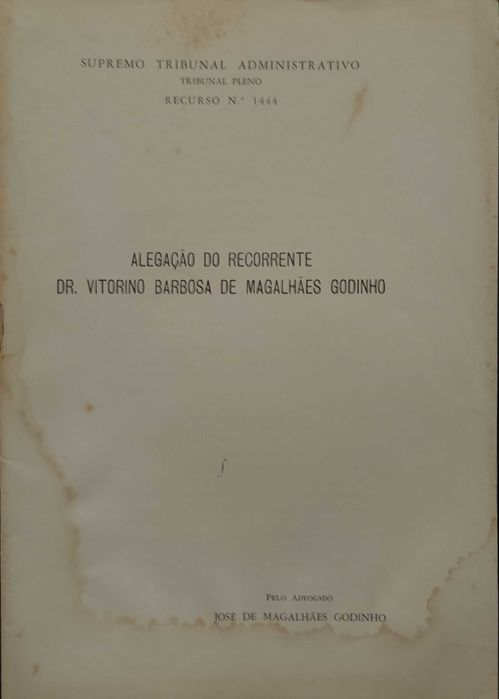 SUPREMO TRIBUNAL ADMINISTRATIVO
TRIBUNAL PLENO
RECURSO N.º 1444
ALEGAÇÃO DO RECORRENTE
DR. VITORINO BARBOSA DE MAGALHÃES GODINHO
PELO ADVOGADO
JOSÉ DE MAGALHÃES GODINHO